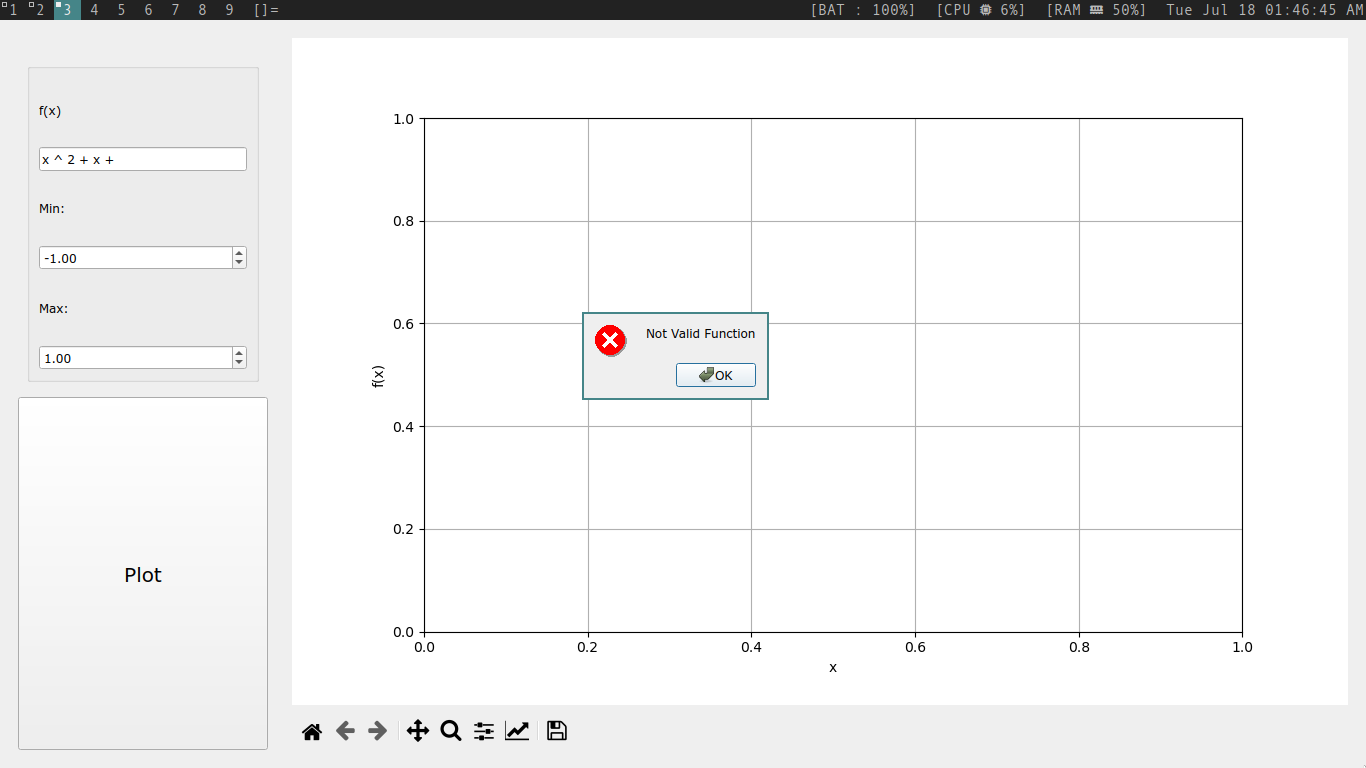 1 2 3 4 5 6 7 8 9 []= [BAT : 100%] [CPU 6%] [RAM 50%] Tue Jul 18 01:46:45 AM
f(x)
x ^ 2 + x +
Min:
-1.00
Max:
1.00
Plot
1.0
0.8
0.6
0.4
0.2
0.0
f(x)
0.0 0.2 0.4 0.6 0.8 1.0
x
Not Valid Function
OK